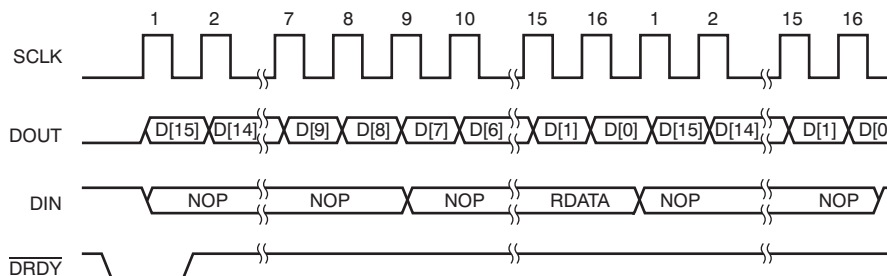 1 2 7 8 9 10 15 16 1 2 15 16
SCLK
DOUT D[15] D[14] D[9] D[8] D[7] D[6] D[1] D[0] D[15] D[14] D[1] D[0
DIN NOP NOP NOP RDATA NOP NOP
DRDY